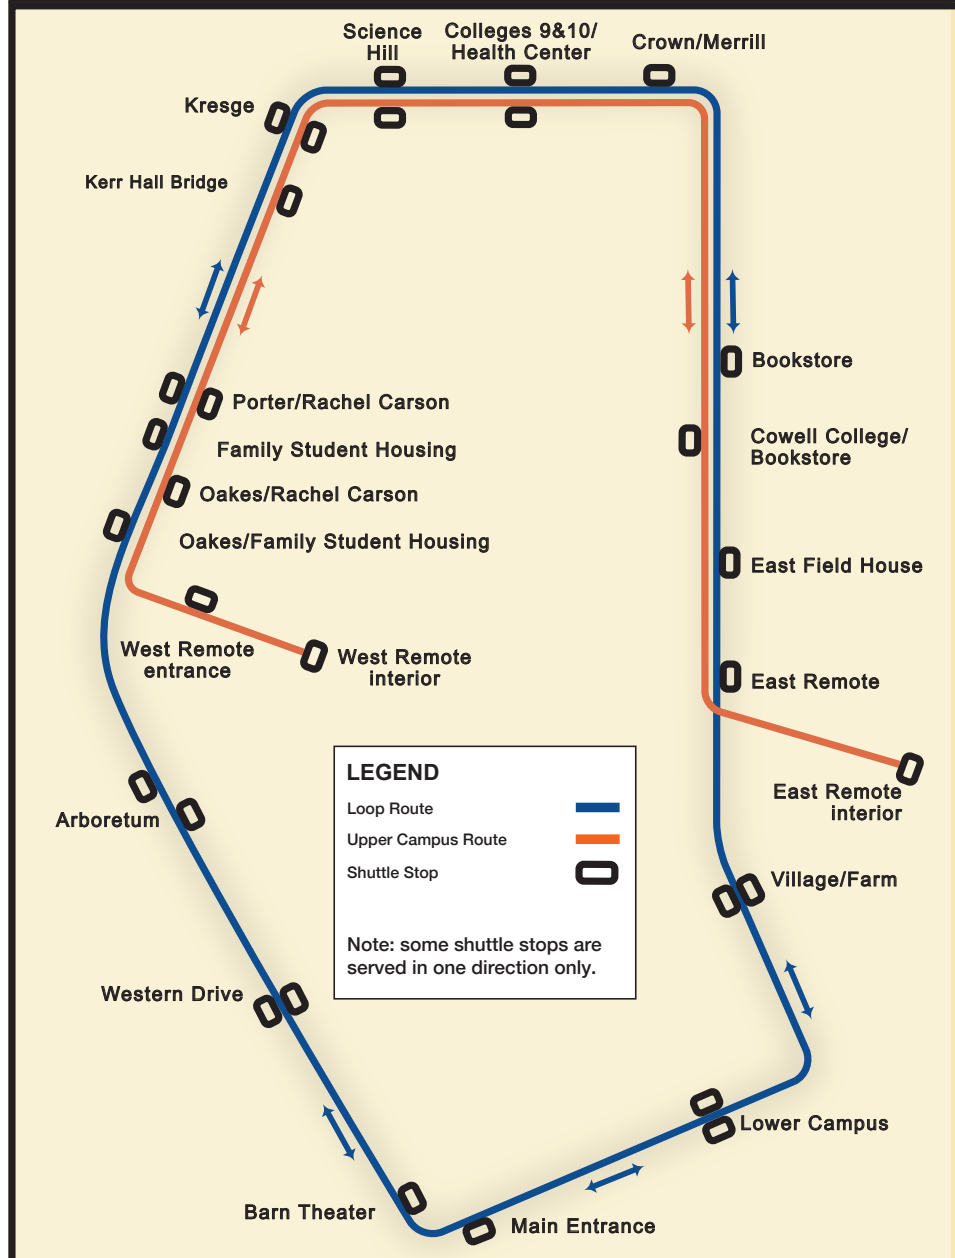 Science
Hill
Colleges 9&10/
Health Center
Crown/Merrill
Kresge
Kerr Hall Bridge
Bookstore
Porter/Rachel Carson
Cowell College/
Bookstore
Family Student Housing
Oakes/Rachel Carson
Oakes/Family Student Housing
East Field House
West Remote
entrance
West Remote
interior
East Remote
East Remote
interior
LEGEND
Loop Route
Upper Campus Route
Shuttle Stop
Note: some shuttle stops are
served in one direction only.
Arboretum
Village/Farm
Western Drive
Lower Campus
Barn Theater
Main Entrance